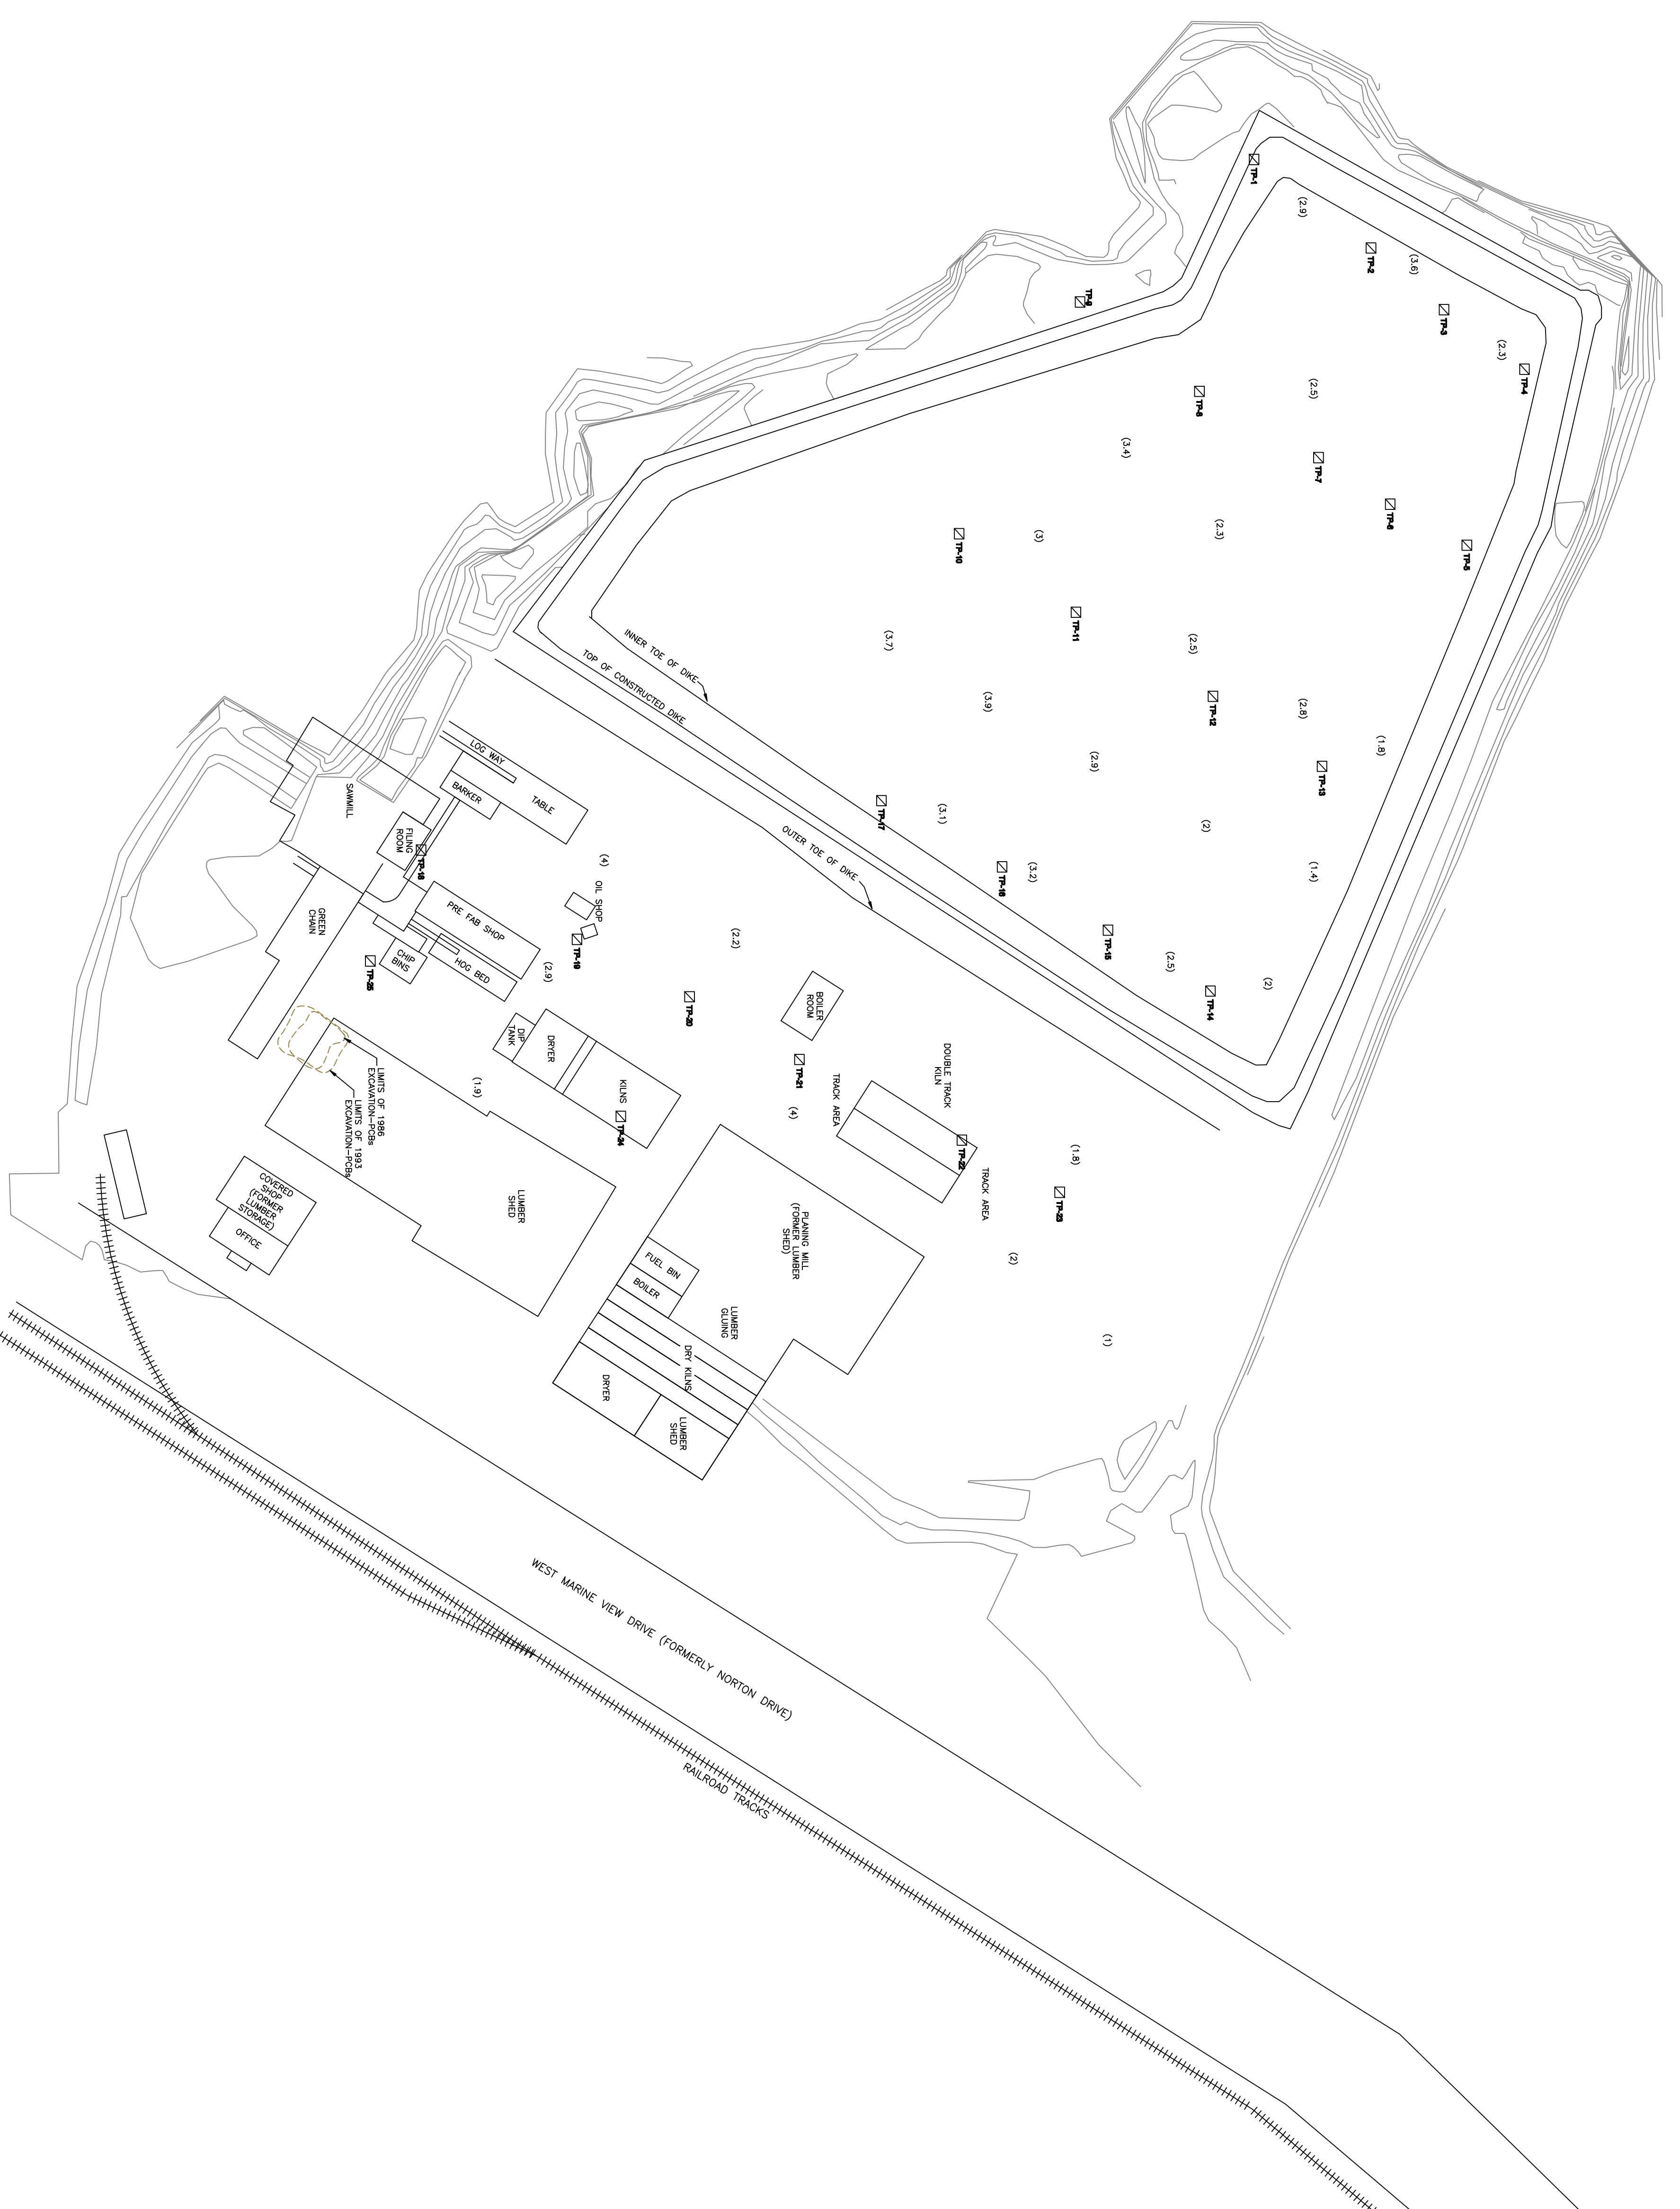 TP-1
(2.9)
TP-2
(3.6)
TP-3
(2.3)
TP-4
TP-9
TP-8
(2.5)
(3.4)
TP-7
TP-6
TP-5
TP-10
(3)
(2.3)
TP-11
(2.5)
(3.7)
TP-12
(2.8)
(3.9)
(1.8)
TP-13
(2.9)
INNER TOE OF DIKE
TOP OF CONSTRUCTED DIKE
OUTER TOE OF DIKE
TP-17
(3.1)
(2)
TP-16
(3.2)
(1.4)
TP-15
(2.5)
TP-14
(2)
LOG WAY
TABLE
BARKER
SAWMILL
FILING
ROOM
TP-18
(4)
OIL SHOP
TP-19
PRE FAB SHOP
HOG BED
CHIP
BINS
TP-25
GREEN
CHAIN
(2.9)
(2.2)
TP-20
BOILER
ROOM
TP-21
(4)
DIP
TANK
DRYER
KILNS
TP-24
(1.9)
DOUBLE TRACK
KILN
TRACK AREA
TP-22
TRACK AREA
(1.8)
TP-23
(2)
(1)
LIMITS OF 1986
EXCAVATION-PCBs
LIMITS OF 1993
EXCAVATION-PCBs
LUMBER
SHED
COVERED
SHOP
(FORMER
LUMBER
STORAGE)
OFFICE
PLANING MILL
(FORMER LUMBER
SHED)
FUEL BIN
BOILER
LUMBER
GLUING
DRY KILNS
DRYER
LUMBER
SHED
WEST MARINE VIEW DRIVE (FORMERLY NORTON DRIVE)
RAILROAD TRACKS